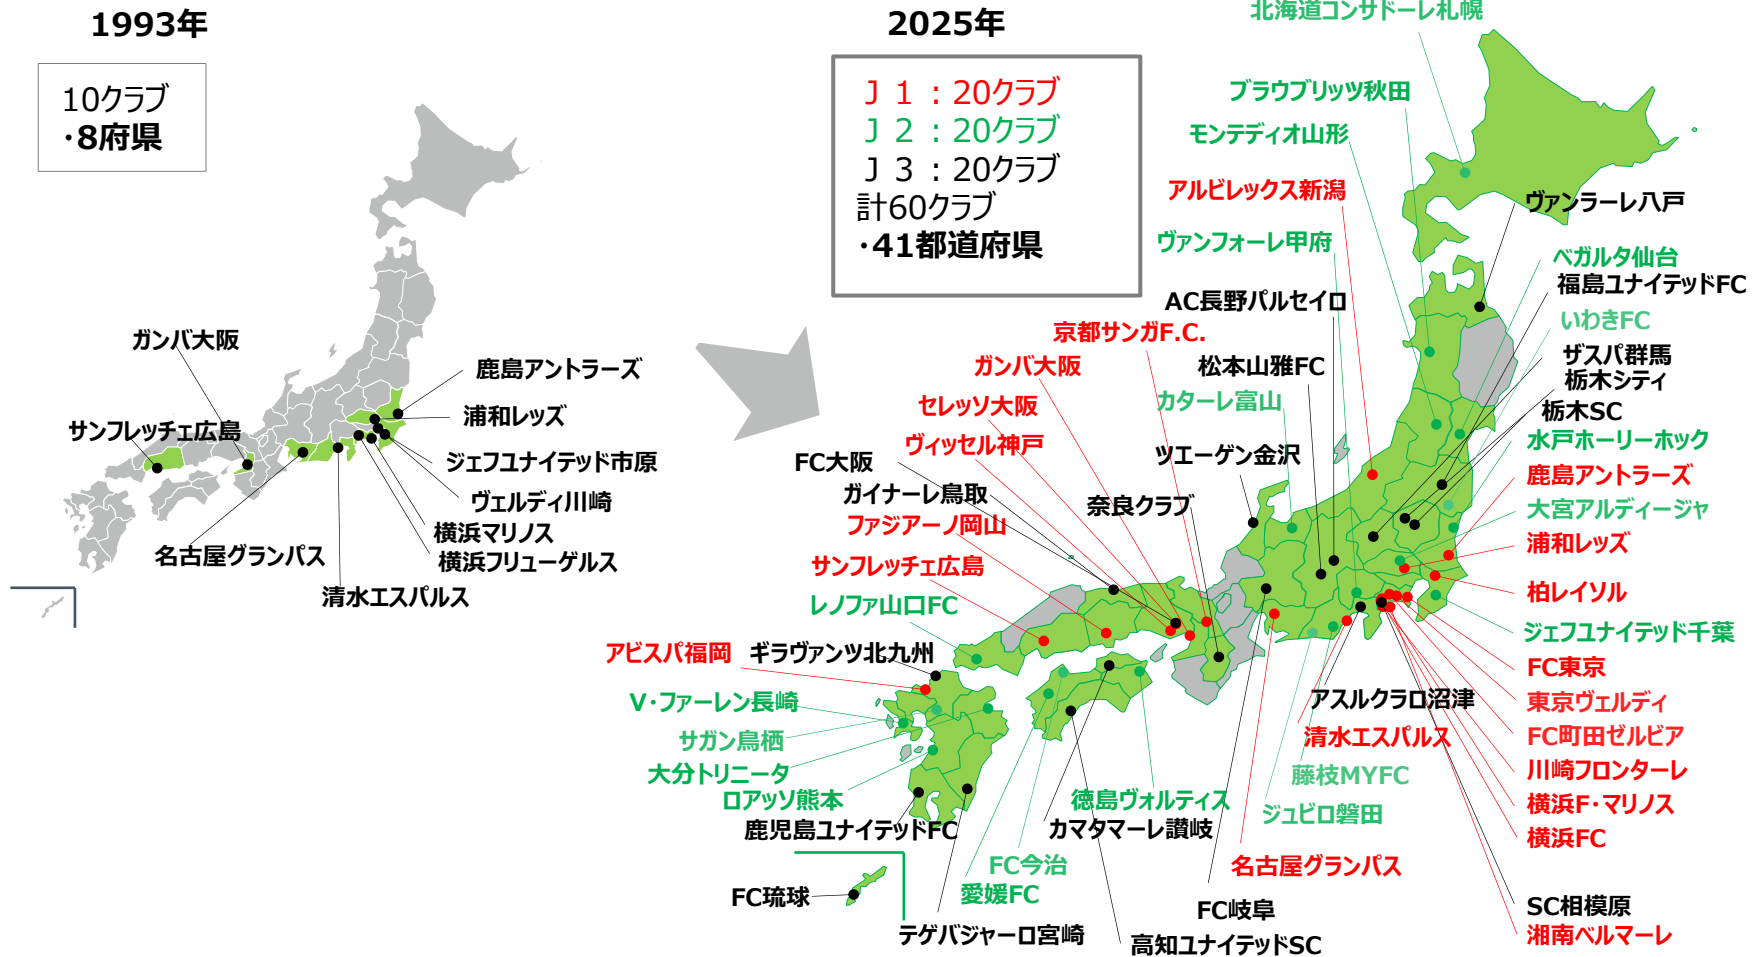 1993年
10クラブ
・8府県
ガンバ大阪
鹿島アントラーズ
浦和レッズ
サンフレッチェ広島
ジェフユナイテッド市原
ヴェルディ川崎
横浜マリノス
名古屋グランパス
横浜フリューゲルス
清水エスパルス
2025年
J 1 : 20クラブ
J 2 : 20クラブ
J 3 : 20クラブ
計60クラブ
・41都道府県
北海道コンサドーレ札幌
ブラウブリッツ秋田
モンテディオ山形
アルビレックス新潟
ヴァンフォーレ甲府
AC長野パルセイロ
京都サンガF.C.
ガンバ大阪
松本山雅FC
セレッソ大阪
カターレ富山
ヴィッセル神戸
ツエーゲン金沢
FC大阪
ガイナーレ鳥取
奈良クラブ
ファジアーノ岡山
サンフレッチェ広島
レノファ山口FC
アビスパ福岡
ギラヴァンツ北九州
V・ファーレン長崎
サガン鳥栖
大分トリニータ
ロアッソ熊本
鹿児島ユナイテッドFC
FC琉球
テゲバジャーロ宮崎
FC今治
愛媛FC
徳島ヴォルティス
カマタマーレ讃岐
高知ユナイテッドSC
FC岐阜
名古屋グランパス
ジュビロ磐田
藤枝MYFC
清水エスパルス
アスルクラロ沼津
ヴァンラーレ八戸
ベガルタ仙台
福島ユナイテッドFC
いわきFC
ザスパ群馬
栃木シティ
栃木SC
水戸ホーリーホック
鹿島アントラーズ
大宮アルディージャ
浦和レッズ
柏レイソル
ジェフユナイテッド千葉
FC東京
東京ヴェルディ
FC町田ゼルビア
川崎フロンターレ
横浜F・マリノス
横浜FC
SC相模原
湘南ベルマーレ